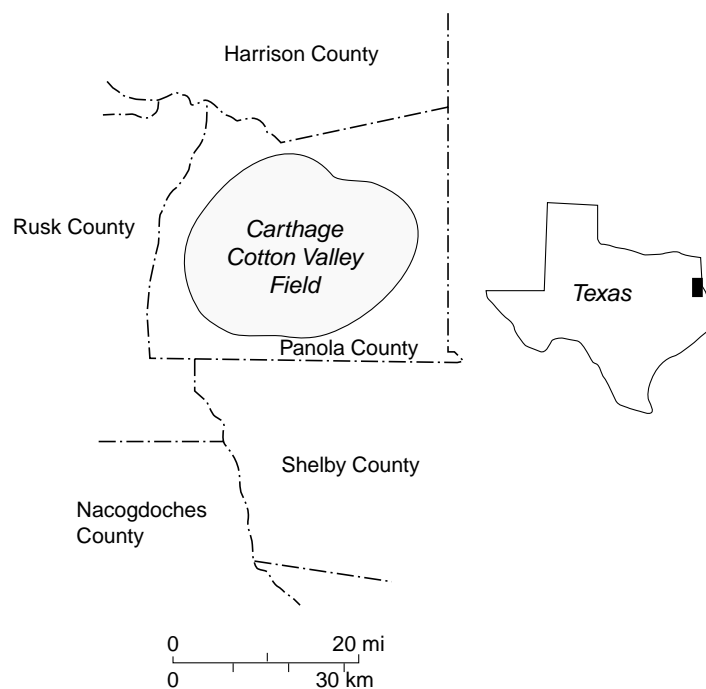 Harrison County
Rusk County
Carthage
Cotton Valley
Field
Texas
Panola County
Shelby County
Nacogdoches
County
0 20 mi
0 30 km